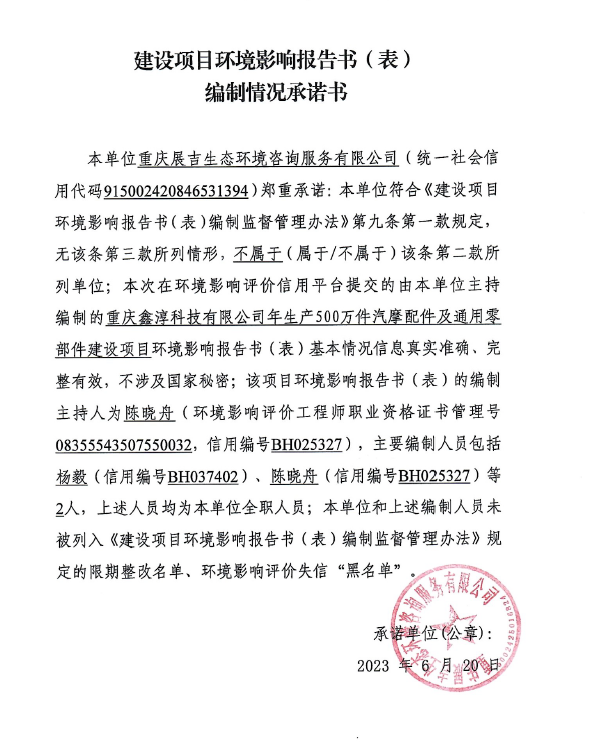 建设项目环境影响报告书（表）
编制情况承诺书
本单位重庆展吉生态环境咨询服务有限公司（统一社会信
用代码915002420846531394）郑重承诺：本单位符合《建设项目
环境影响报告书（表）编制监督管理办法》第九条第一款规定，
无该条第三款所列情形，不属于（属于/不属于）该条第二款所
列单位；本次在环境影响评价信用平台提交的由本单位主持
编制的重庆鑫淳科技有限公司年生产500万件汽摩配件及通用零
部件建设项目环境影响报告书（表）基本情况信息真实准确、完
整有效，不涉及国家秘密；该项目环境影响报告书（表）的编制
主持人为陈晓舟（环境影响评价工程师职业资格证书管理号
08355543507550032，信用编号BH025327），主要编制人员包括
杨毅（信用编号BH037402）、陈晓舟（信用编号BH025327）等
2人，上述人员均为本单位全职人员；本单位和上述编制人员未
被列入《建设项目环境影响报告书（表）编制监督管理办法》规
定的限期整改名单、环境影响评价失信“黑名单”。
承诺单位(公章)：
2023 年 6 月 20 日